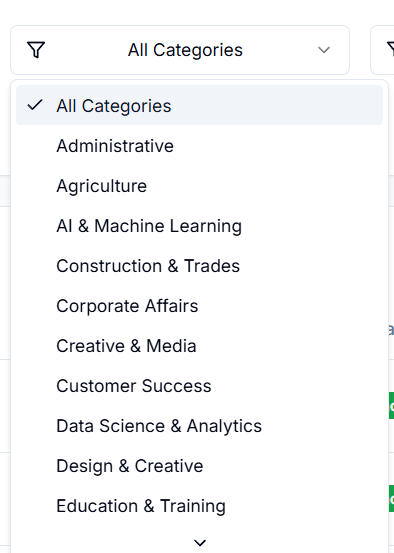 All Categories
All Categories
Administrative
Agriculture
AI & Machine Learning
Construction & Trades
Corporate Affairs
Creative & Media
Customer Success
Data Science & Analytics
Design & Creative
Education & Training